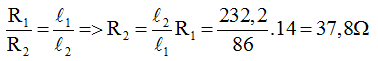 R₁/R₂ = ℓ₁/ℓ₂ => R₂ = ℓ₂/ℓ₁ R₁ = 232,2/86 .14 = 37,8Ω